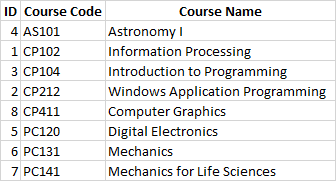 ID Course Code Course Name
4 AS101 Astronomy I
1 CP102 Information Processing
3 CP104 Introduction to Programming
2 CP212 Windows Application Programming
8 CP411 Computer Graphics
5 PC120 Digital Electronics
6 PC131 Mechanics
7 PC141 Mechanics for Life Sciences